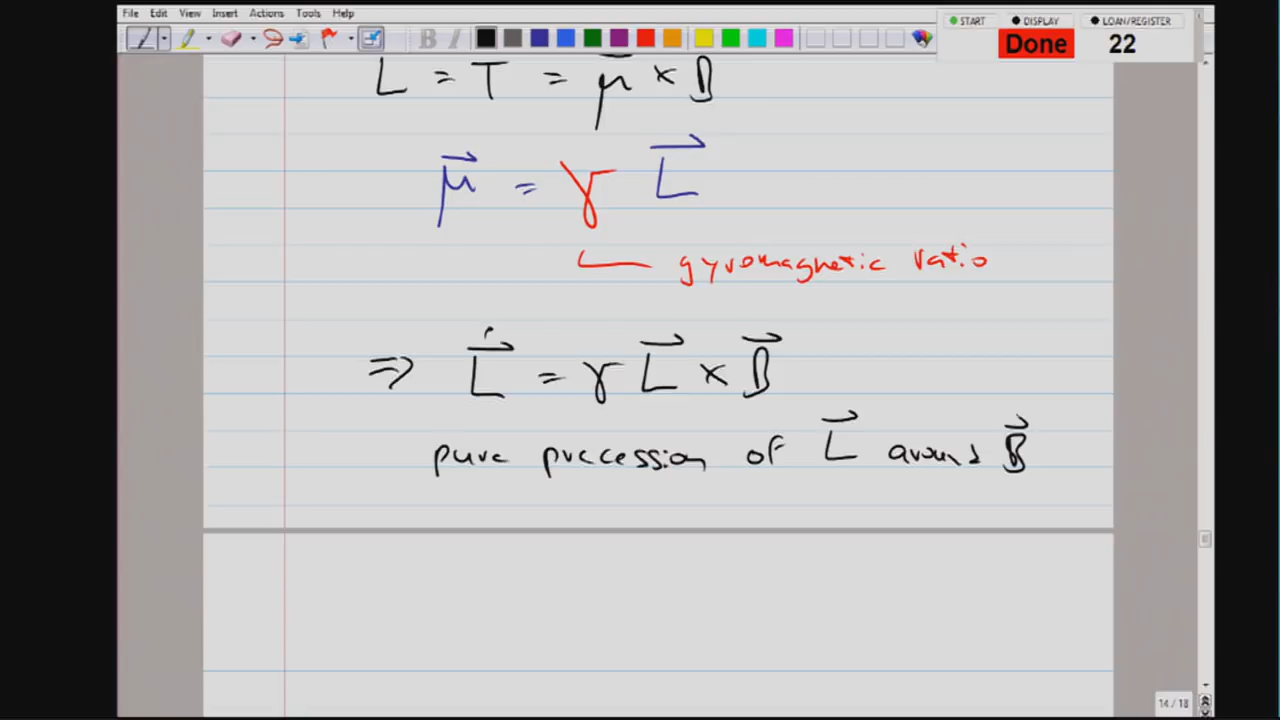 File Edit View Insert Actions Tools Help
START DISPLAY LOAN/REGISTER
Done 22
B I
L = T = μ⃗ × B
μ⃗ = γ L⃗
gyromagnetic ratio
⇒ L⃗̇ = γ L⃗ × B⃗
pure precession of L⃗ around B⃗
14 / 18